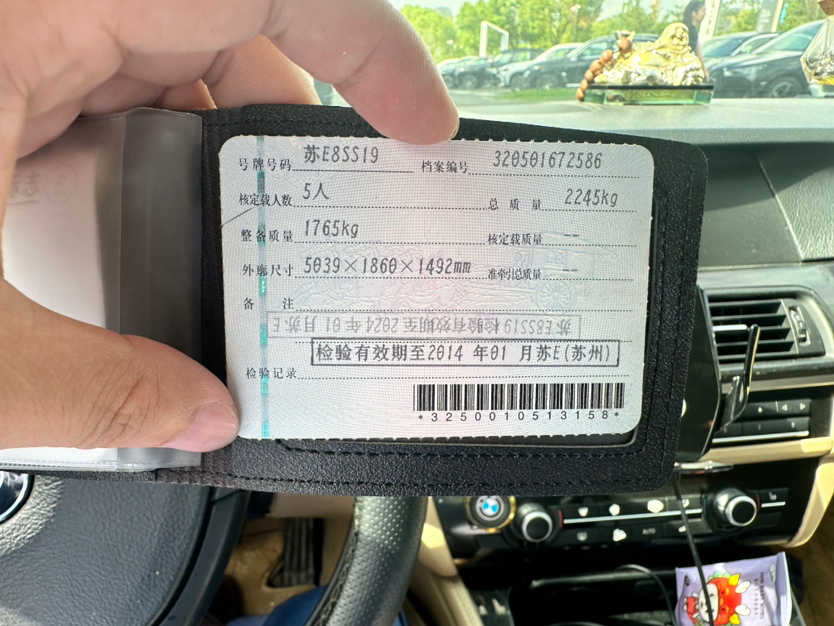 号牌号码 苏E8SS19 档案编号 320501672586
核定载人数 5人 总质量 2245kg
整备质量 1765kg 核定载质量 --
外廓尺寸 5039×1860×1492mm 准牵引总质量 --
备注
苏E8SS19 检验有效期至2024年01月苏E
检验有效期至2014 年01 月苏E(苏州)
检验记录
*3250010513158*